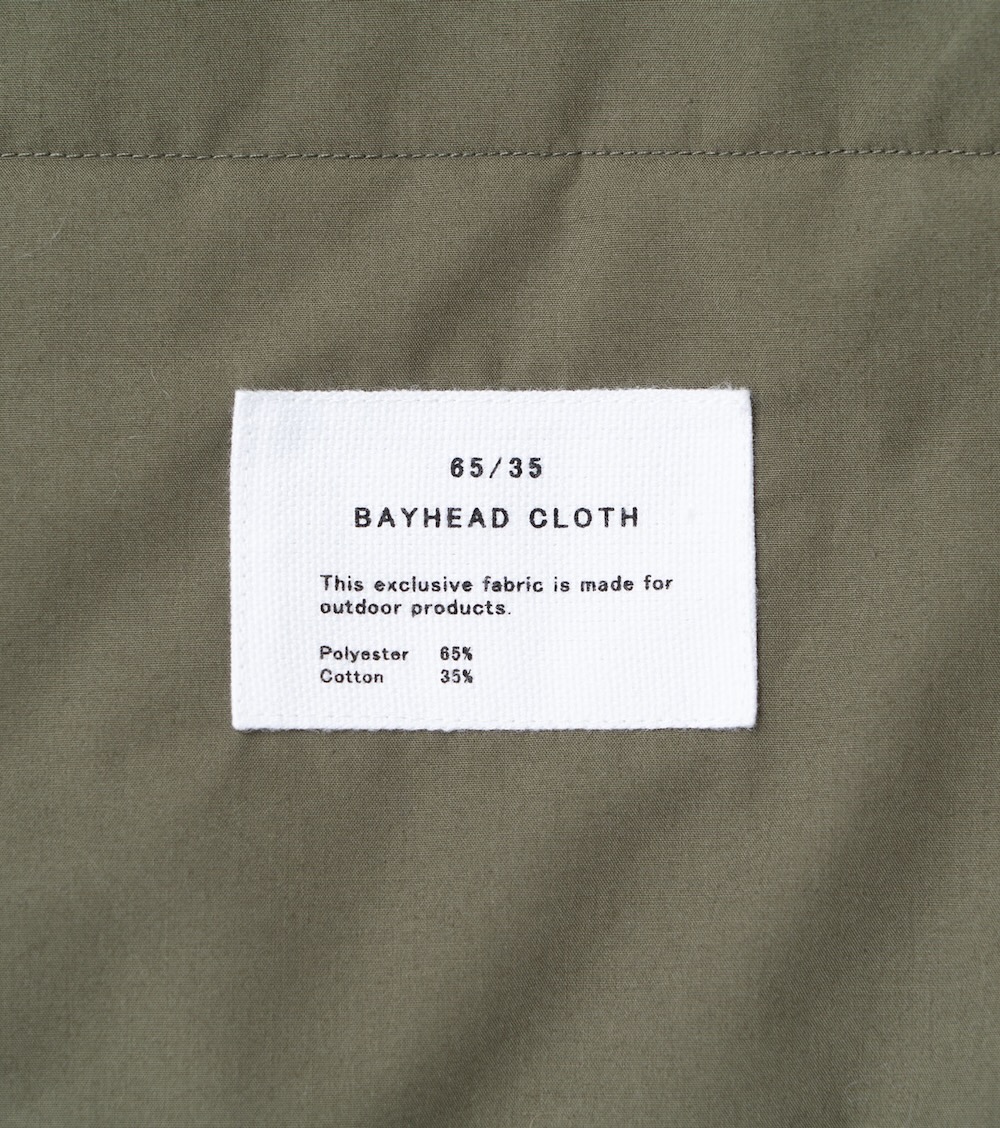 65/35
BAYHEAD CLOTH
This exclusive fabric is made for
outdoor products.
Polyester 65%
Cotton 35%